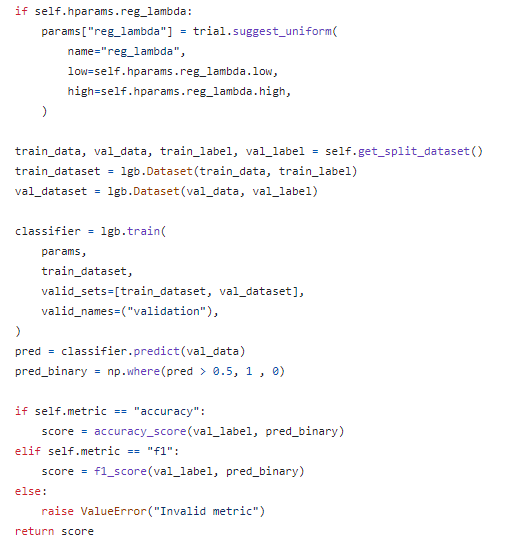 if self.hparams.reg_lambda:
    params["reg_lambda"] = trial.suggest_uniform(
        name="reg_lambda",
        low=self.hparams.reg_lambda.low,
        high=self.hparams.reg_lambda.high,
    )

train_data, val_data, train_label, val_label = self.get_split_dataset()
train_dataset = lgb.Dataset(train_data, train_label)
val_dataset = lgb.Dataset(val_data, val_label)

classifier = lgb.train(
    params,
    train_dataset,
    valid_sets=[train_dataset, val_dataset],
    valid_names=("validation"),
)
pred = classifier.predict(val_data)
pred_binary = np.where(pred > 0.5, 1 , 0)

if self.metric == "accuracy":
    score = accuracy_score(val_label, pred_binary)
elif self.metric == "f1":
    score = f1_score(val_label, pred_binary)
else:
    raise ValueError("Invalid metric")
return score